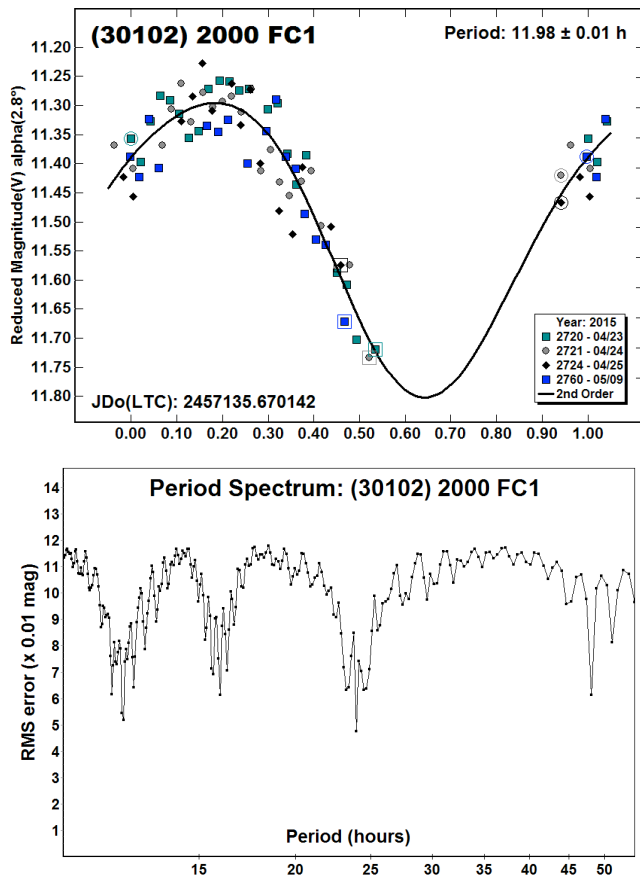 (30102) 2000 FC1
Period: 11.98 ± 0.01 h
Reduced Magnitude(V) alpha(2.8°)
11.20
11.25
11.30
11.35
11.40
11.45
11.50
11.55
11.60
11.65
11.70
11.75
11.80
Year: 2015
2720 - 04/23
2721 - 04/24
2724 - 04/25
2760 - 05/09
2nd Order
JDo(LTC): 2457135.670142
0.00 0.10 0.20 0.30 0.40 0.50 0.60 0.70 0.80 0.90 1.00
Period Spectrum: (30102) 2000 FC1
RMS error (x 0.01 mag)
14
13
12
11
10
9
8
7
6
5
4
3
2
1
Period (hours)
15 20 25 30 35 40 45 50